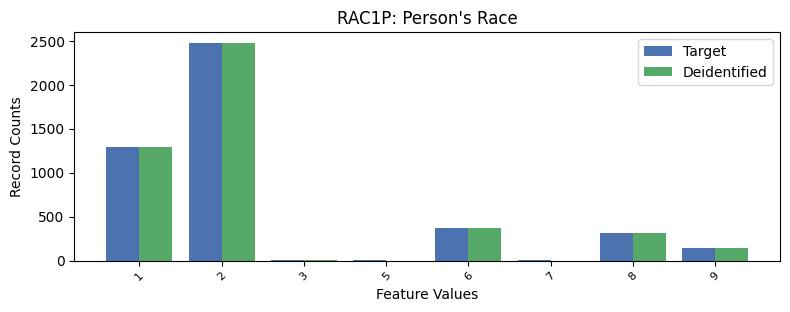 RAC1P: Person's Race
Target
Deidentified
Record Counts
2500
2000
1500
1000
500
0
1 2 3 5 6 7 8 9
Feature Values